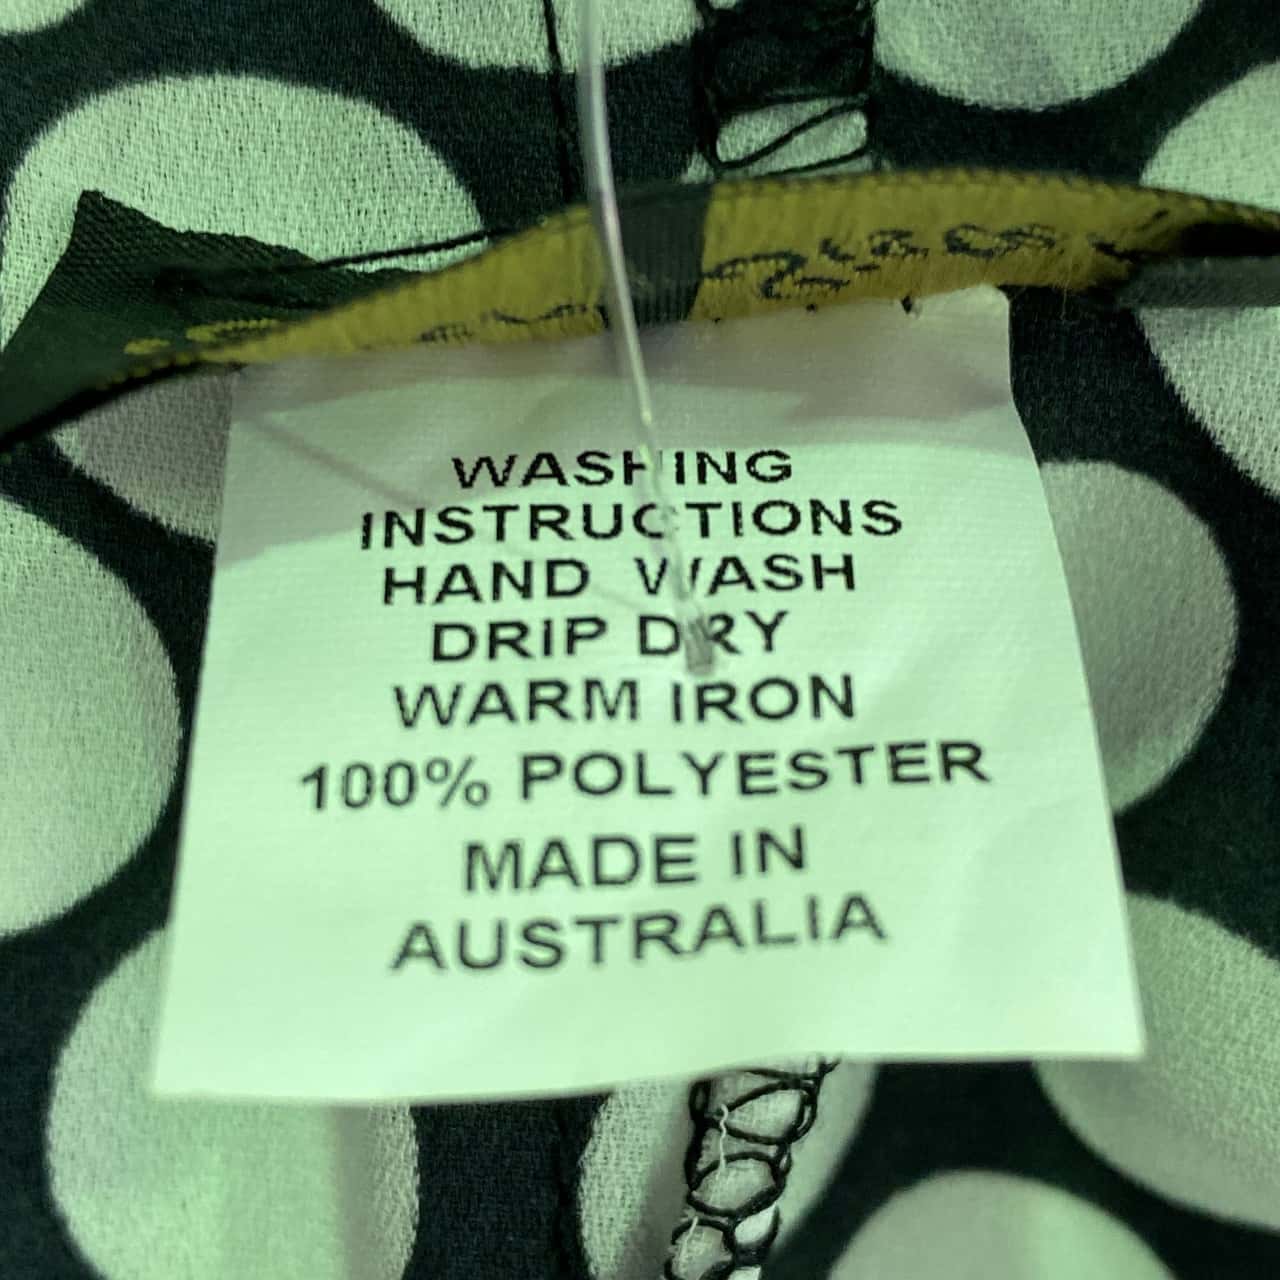 WASHING
INSTRUCTIONS
HAND WASH
DRIP DRY
WARM IRON
100% POLYESTER
MADE IN
AUSTRALIA